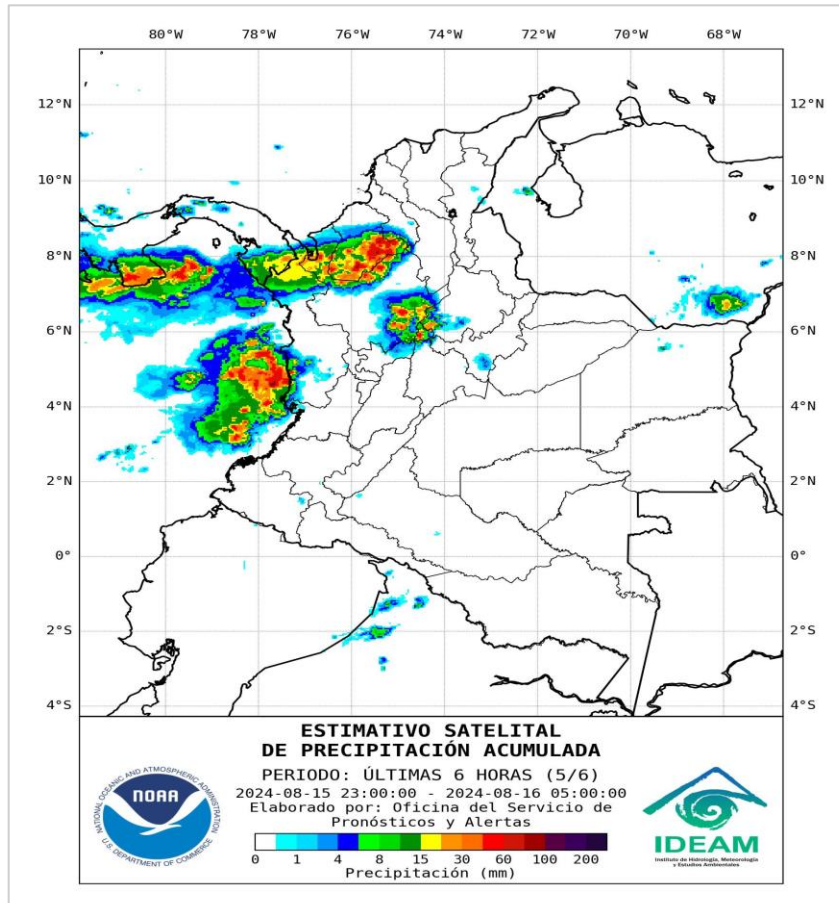 80°W 78°W 76°W 74°W 72°W 70°W 68°W
12°N 12°N
10°N 10°N
8°N 8°N
6°N 6°N
4°N 4°N
2°N 2°N
0° 0°
2°S 2°S
4°S 4°S
ESTIMATIVO SATELITAL
DE PRECIPITACIÓN ACUMULADA
PERIODO: ÚLTIMAS 6 HORAS (5/6)
2024-08-15 23:00:00 - 2024-08-16 05:00:00
Elaborado por: Oficina del Servicio de
Pronósticos y Alertas
0 1 4 8 15 30 60 100 200
Precipitación (mm)
NATIONAL OCEANIC AND ATMOSPHERIC ADMINISTRATION
NOAA
U.S. DEPARTMENT OF COMMERCE
IDEAM
Instituto de Hidrología, Meteorología
y Estudios Ambientales